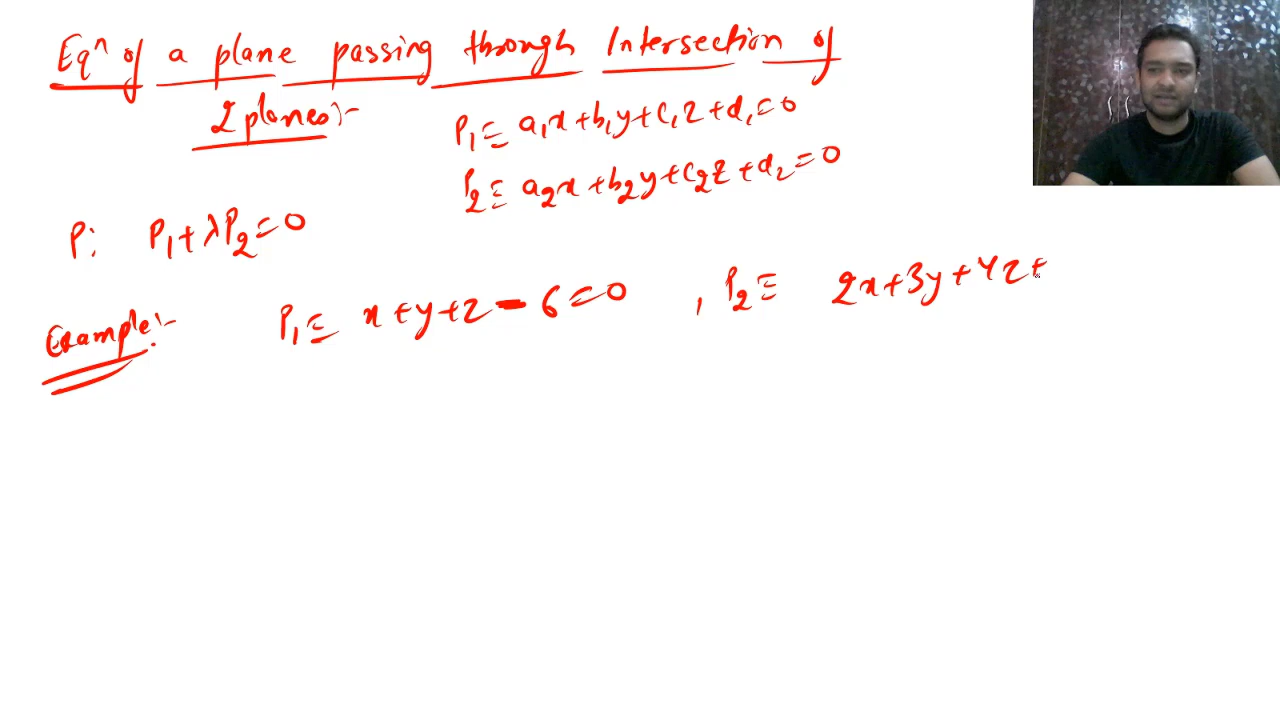 Eqⁿ of a plane passing through Intersection of
2 planes:-
P₁ ≡ a₁x+b₁y+c₁z+d₁=0
P₂ ≡ a₂x+b₂y+c₂z+d₂=0
P: P₁+λP₂=0
Example:- P₁ ≡ x+y+z-6=0 , P₂ ≡ 2x+3y+4z+